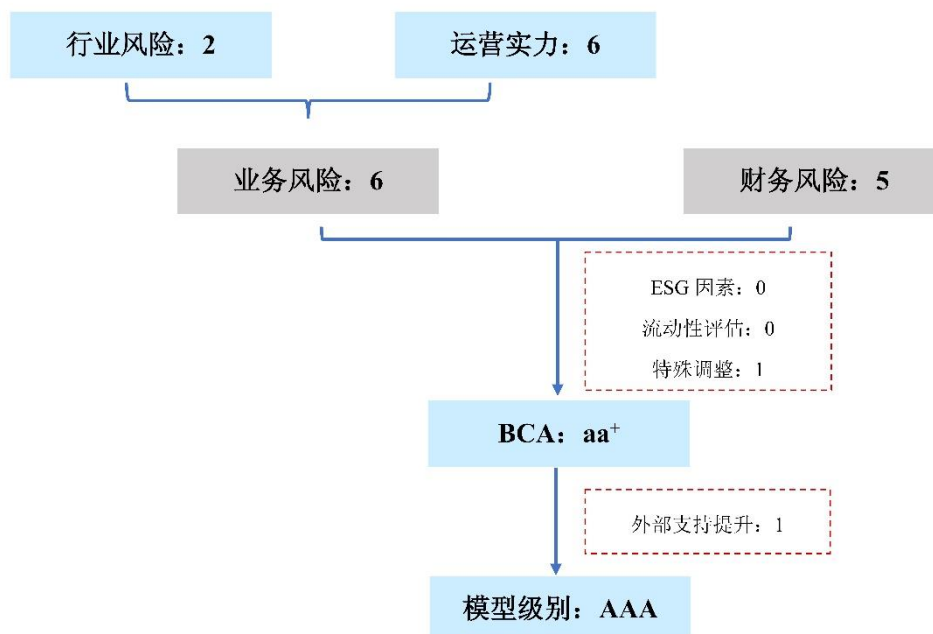 行业风险：2
运营实力：6
业务风险：6
财务风险：5
ESG 因素：0
流动性评估：0
特殊调整：1
BCA：aa⁺
外部支持提升：1
模型级别：AAA